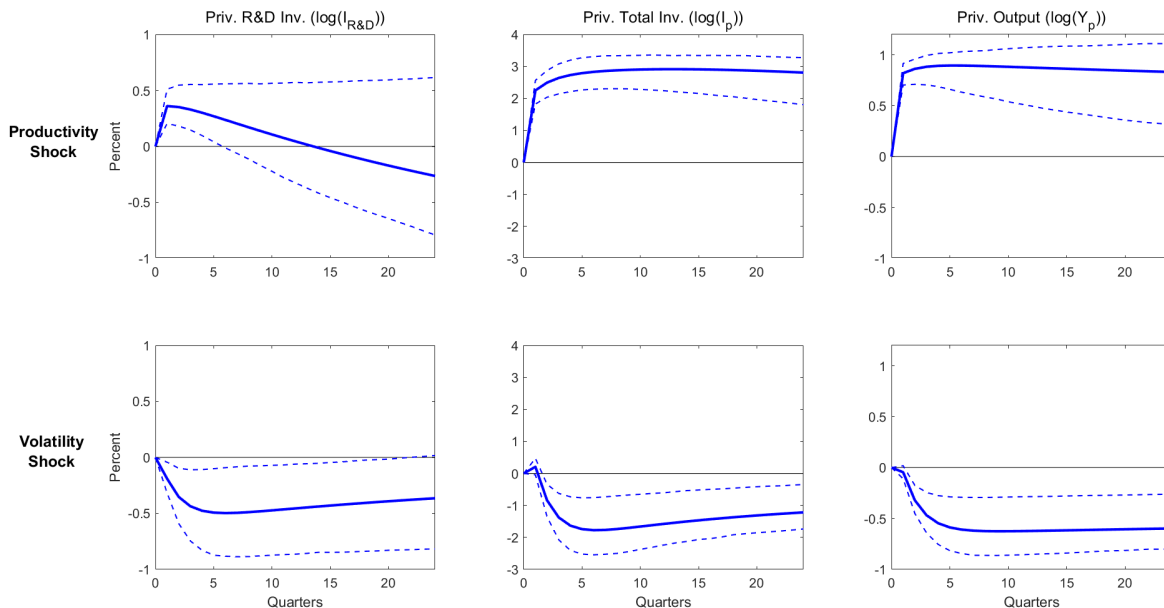 Priv. R&D Inv. (log(I_R&D))
Priv. Total Inv. (log(I_p))
Priv. Output (log(Y_p))
Productivity
Shock
Percent
1
0.5
0
-0.5
-1
0 5 10 15 20
4
3
2
1
0
-1
-2
-3
0 5 10 15 20
1
0.5
0
-0.5
-1
0 5 10 15 20
Volatility
Shock
Percent
1
0.5
0
-0.5
-1
0 5 10 15 20
Quarters
4
3
2
1
0
-1
-2
-3
0 5 10 15 20
Quarters
1
0.5
0
-0.5
-1
0 5 10 15 20
Quarters